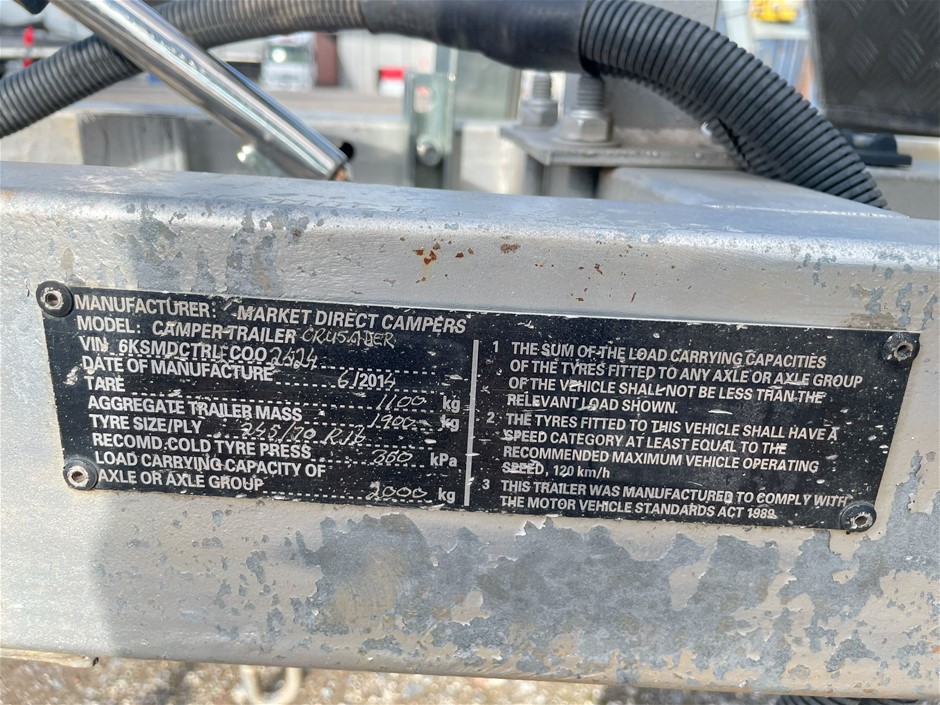 MANUFACTURER: MARKET DIRECT CAMPERS
MODEL: CAMPER TRAILER CRUSADER
VIN 6KSMDCTRLFCOO2424
DATE OF MANUFACTURE 6/2014
TARE 1100 kg
AGGREGATE TRAILER MASS 1900 kg
TYRE SIZE/PLY 245/70 R16
RECOMD.COLD TYRE PRESS. 360 kPa
LOAD CARRYING CAPACITY OF
AXLE OR AXLE GROUP 2000 kg
1 THE SUM OF THE LOAD CARRYING CAPACITIES
OF THE TYRES FITTED TO ANY AXLE OR AXLE GROUP
OF THE VEHICLE SHALL NOT BE LESS THAN THE
RELEVANT LOAD SHOWN.
2 THE TYRES FITTED TO THIS VEHICLE SHALL HAVE A
SPEED CATEGORY AT LEAST EQUAL TO THE
RECOMMENDED MAXIMUM VEHICLE OPERATING
SPEED, 120 km/h
3 THIS TRAILER WAS MANUFACTURED TO COMPLY WITH
THE MOTOR VEHICLE STANDARDS ACT 1989